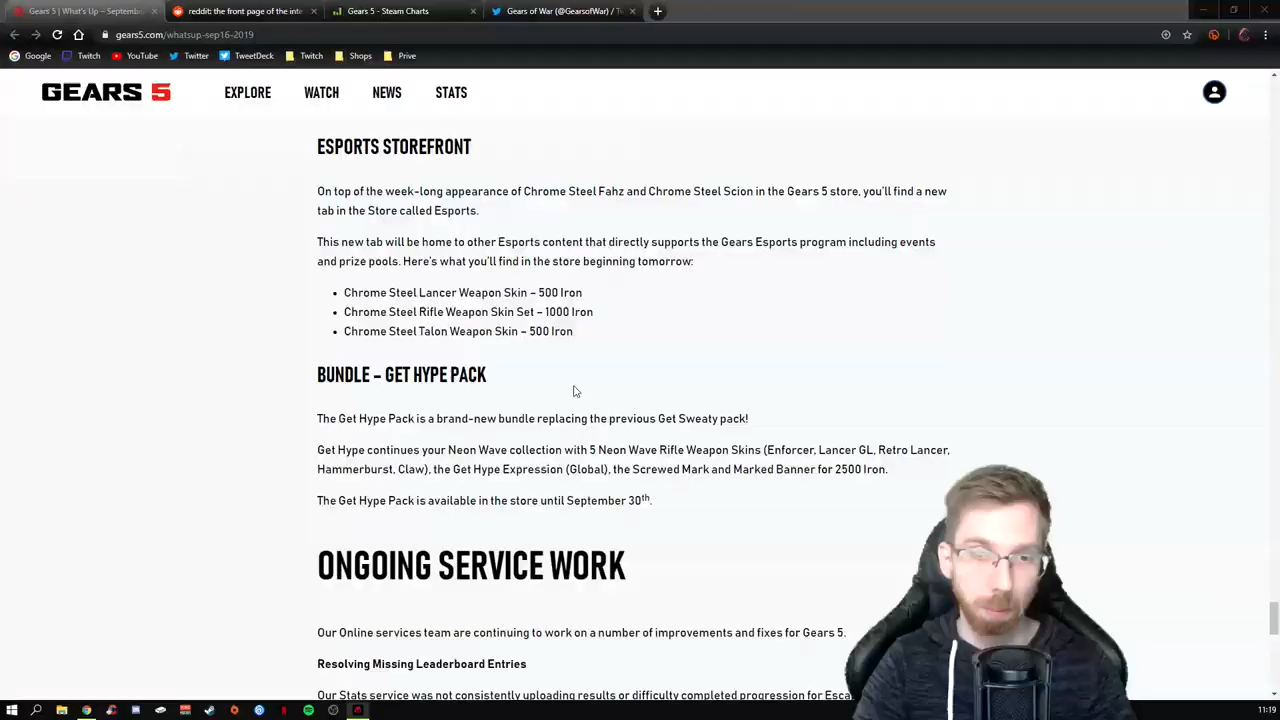 Gears 5 | What's Up – Septemb
reddit: the front page of the inte
Gears 5 - Steam Charts
Gears of War (@GearsofWar) / Tw
gears5.com/whatsup-sep16-2019
Google
Twitch
YouTube
Twitter
TweetDeck
Twitch
Shops
Prive
GEARS 5
EXPLORE
WATCH
NEWS
STATS
ESPORTS STOREFRONT
On top of the week-long appearance of Chrome Steel Fahz and Chrome Steel Scion in the Gears 5 store, you'll find a new
tab in the Store called Esports.
This new tab will be home to other Esports content that directly supports the Gears Esports program including events
and prize pools. Here's what you'll find in the store beginning tomorrow:
• Chrome Steel Lancer Weapon Skin – 500 Iron
• Chrome Steel Rifle Weapon Skin Set – 1000 Iron
• Chrome Steel Talon Weapon Skin – 500 Iron
BUNDLE – GET HYPE PACK
The Get Hype Pack is a brand-new bundle replacing the previous Get Sweaty pack!
Get Hype continues your Neon Wave collection with 5 Neon Wave Rifle Weapon Skins (Enforcer, Lancer GL, Retro Lancer,
Hammerburst, Claw), the Get Hype Expression (Global), the Screwed Mark and Marked Banner for 2500 Iron.
The Get Hype Pack is available in the store until September 30th.
ONGOING SERVICE WORK
Our Online services team are continuing to work on a number of improvements and fixes for Gears 5.
Resolving Missing Leaderboard Entries
Our Stats service was not consistently uploading results or difficulty completed progression for Esca
11:19